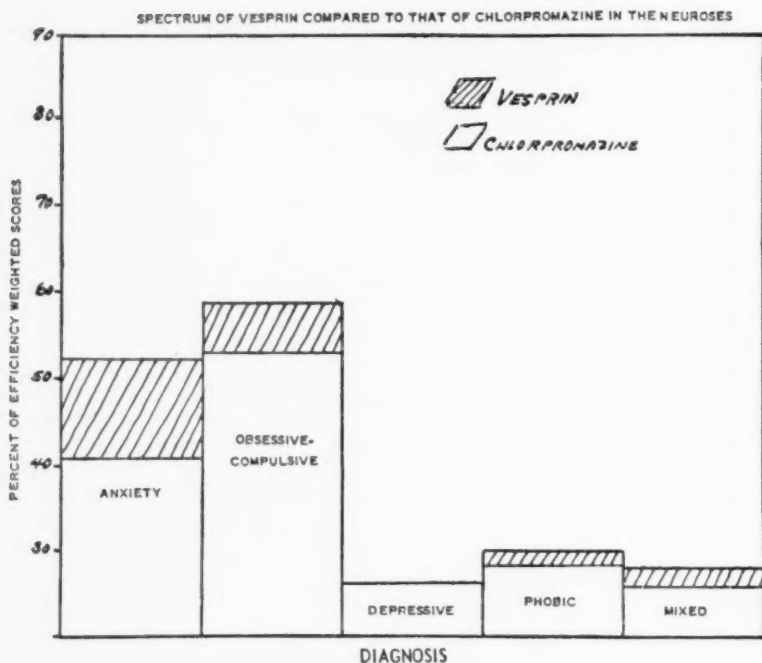 SPECTRUM OF VESPRIN COMPARED TO THAT OF CHLORPROMAZINE IN THE NEUROSES
90
80
70
60
50
40
30
PERCENT OF EFFICIENCY WEIGHTED SCORES
VESPRIN
CHLORPROMAZINE
ANXIETY
OBSESSIVE-
COMPULSIVE
DEPRESSIVE
PHOBIC
MIXED
DIAGNOSIS